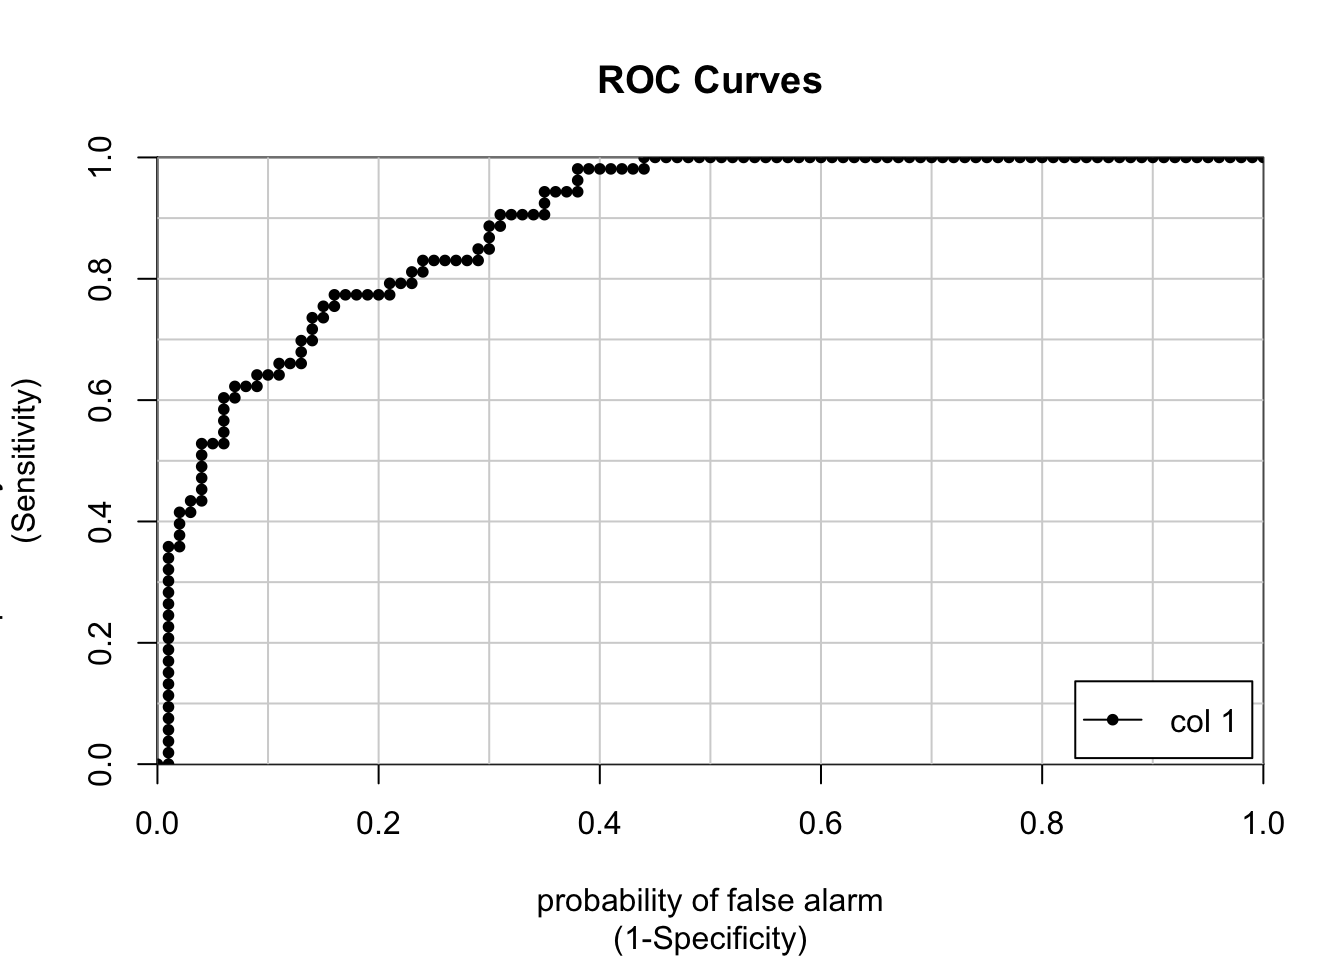 ROC Curves
(Sensitivity)
1.0
0.8
0.6
0.4
0.2
0.0
col 1
0.0 0.2 0.4 0.6 0.8 1.0
probability of false alarm
(1-Specificity)